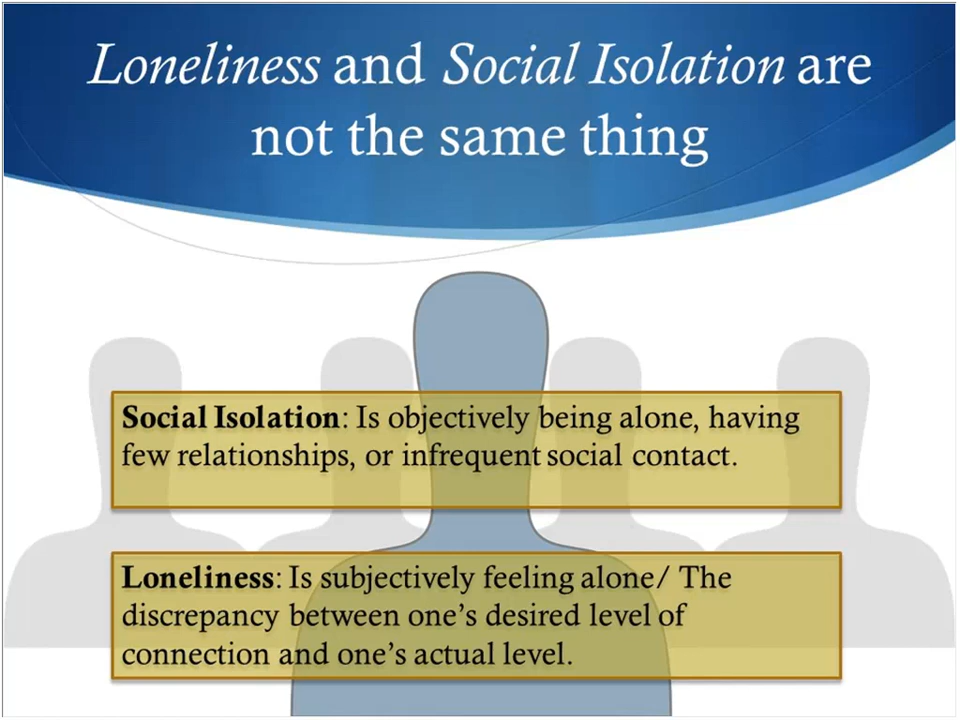 Loneliness and Social Isolation are
not the same thing
Social Isolation: Is objectively being alone, having
few relationships, or infrequent social contact.
Loneliness: Is subjectively feeling alone/ The
discrepancy between one’s desired level of
connection and one’s actual level.